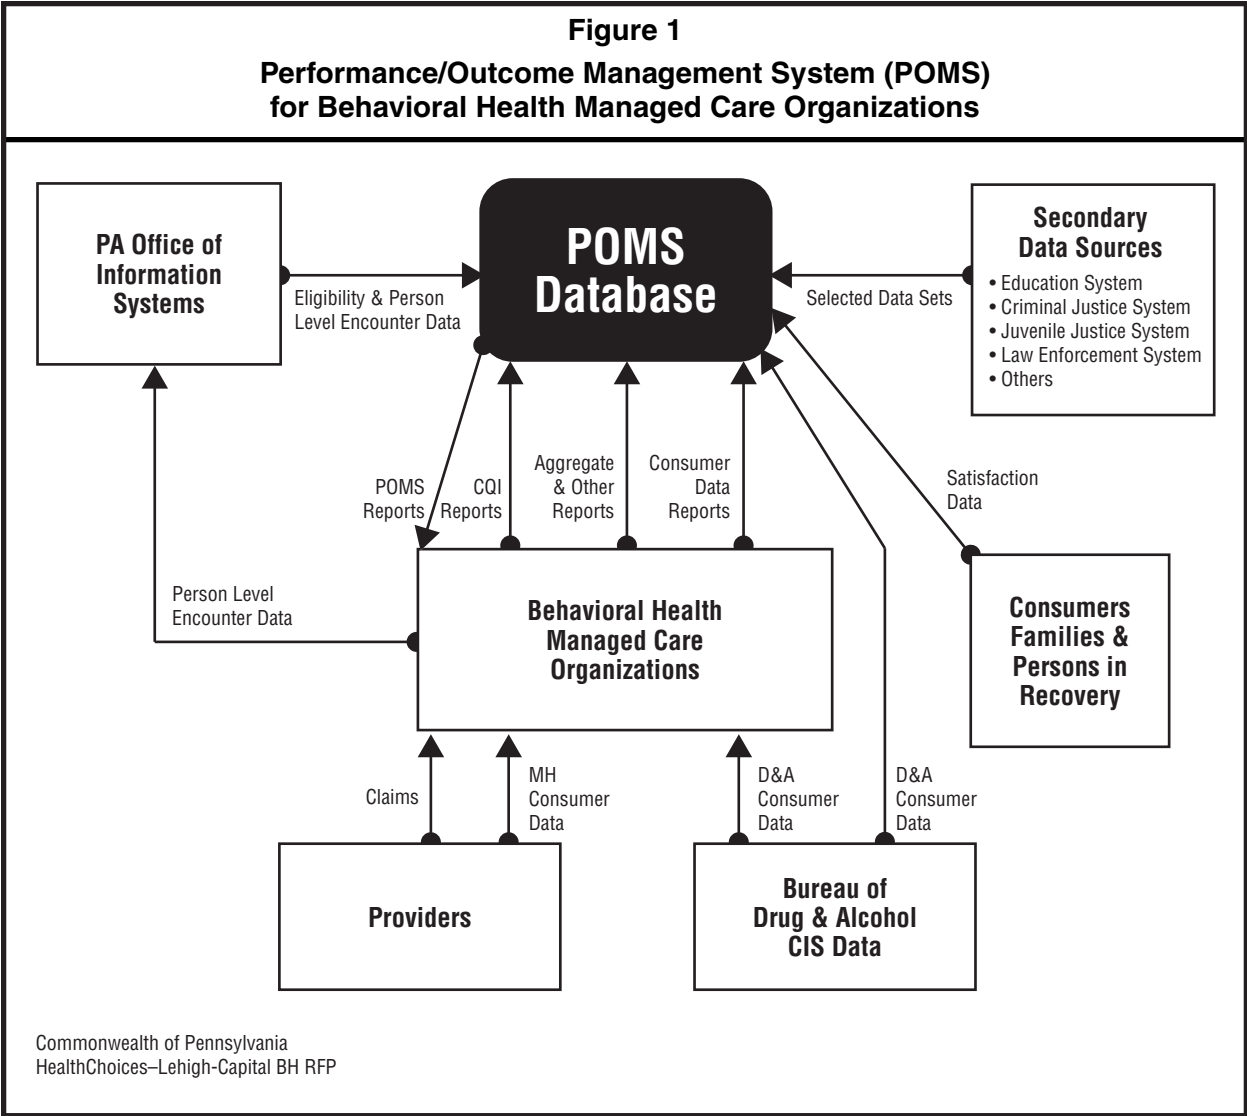 Figure 1
Performance/Outcome Management System (POMS)
for Behavioral Health Managed Care Organizations
PA Office of
Information
Systems
Eligibility & Person
Level Encounter Data
POMS
Database
Selected Data Sets
Secondary
Data Sources
• Education System
• Criminal Justice System
• Juvenile Justice System
• Law Enforcement System
• Others
POMS
Reports
CQI
Reports
Aggregate
& Other
Reports
Consumer
Data
Reports
Satisfaction
Data
Person Level
Encounter Data
Behavioral Health
Managed Care
Organizations
Consumers
Families &
Persons in
Recovery
Claims
MH
Consumer
Data
D&A
Consumer
Data
D&A
Consumer
Data
Providers
Bureau of
Drug & Alcohol
CIS Data
Commonwealth of Pennsylvania
HealthChoices–Lehigh-Capital BH RFP